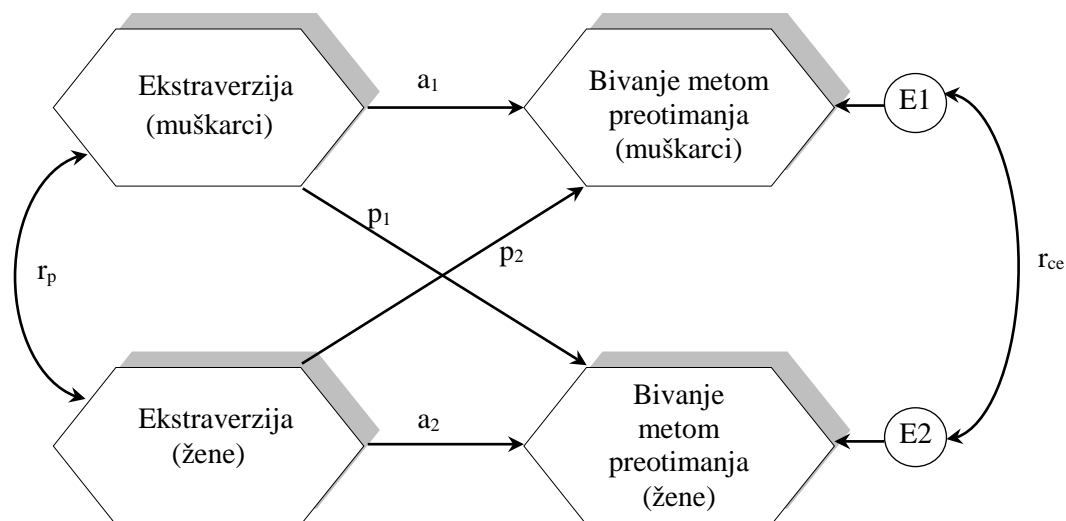 Ekstraverzija
(muškarci)
a1
Bivanje metom
preotimanja
(muškarci)
E1
p1
p2
rp
rce
Ekstraverzija
(žene)
a2
Bivanje
metom
preotimanja
(žene)
E2